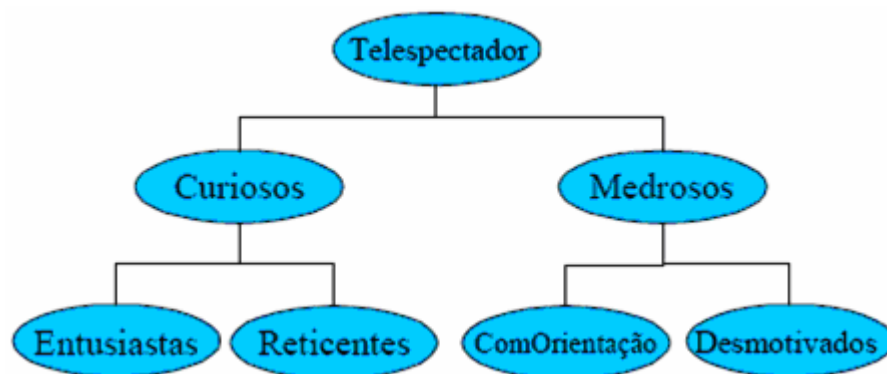 Telespectador
Curiosos
Medrosos
Entusiastas
Reticentes
ComOrientação
Desmotivados